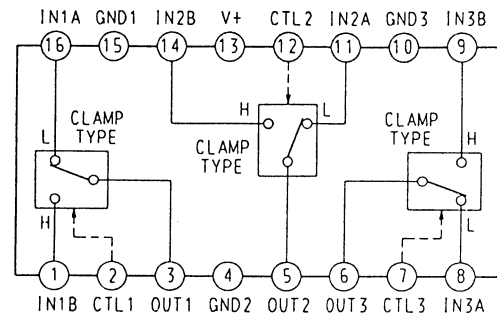 IN1A GND1 IN2B V+ CTL2 IN2A GND3 IN3B
16 15 14 13 12 11 10 9
CLAMP TYPE
L
H
CLAMP TYPE
H
L
CLAMP TYPE
H
L
1 2 3 4 5 6 7 8
IN1B CTL1 OUT1 GND2 OUT2 OUT3 CTL3 IN3A